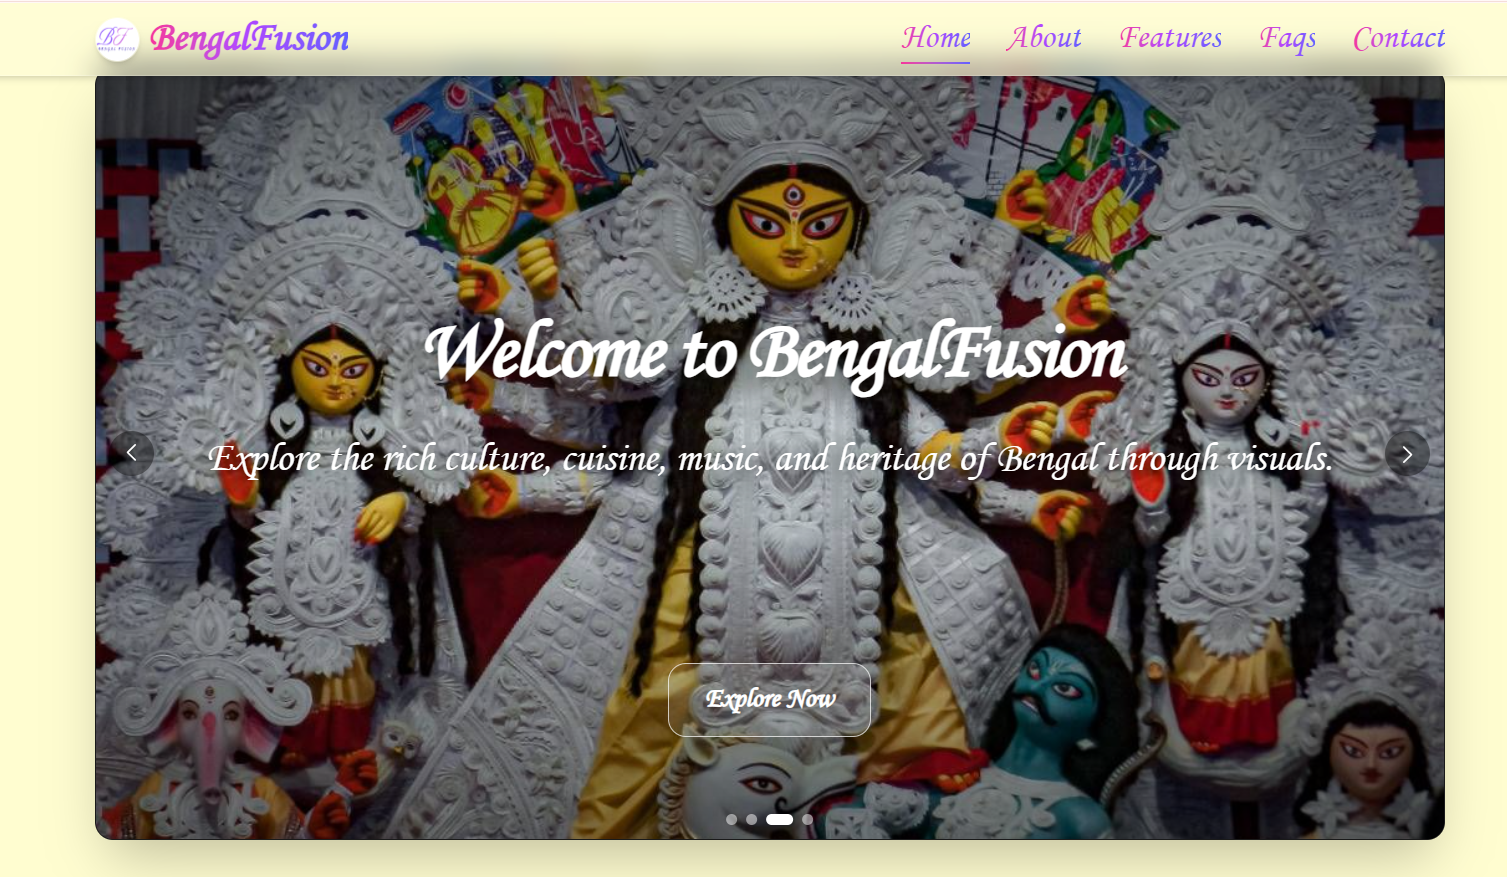 BF
BENGAL FUSION
BengalFusion
Home About Features Faqs Contact
Welcome to BengalFusion
Explore the rich culture, cuisine, music, and heritage of Bengal through visuals.
Explore Now